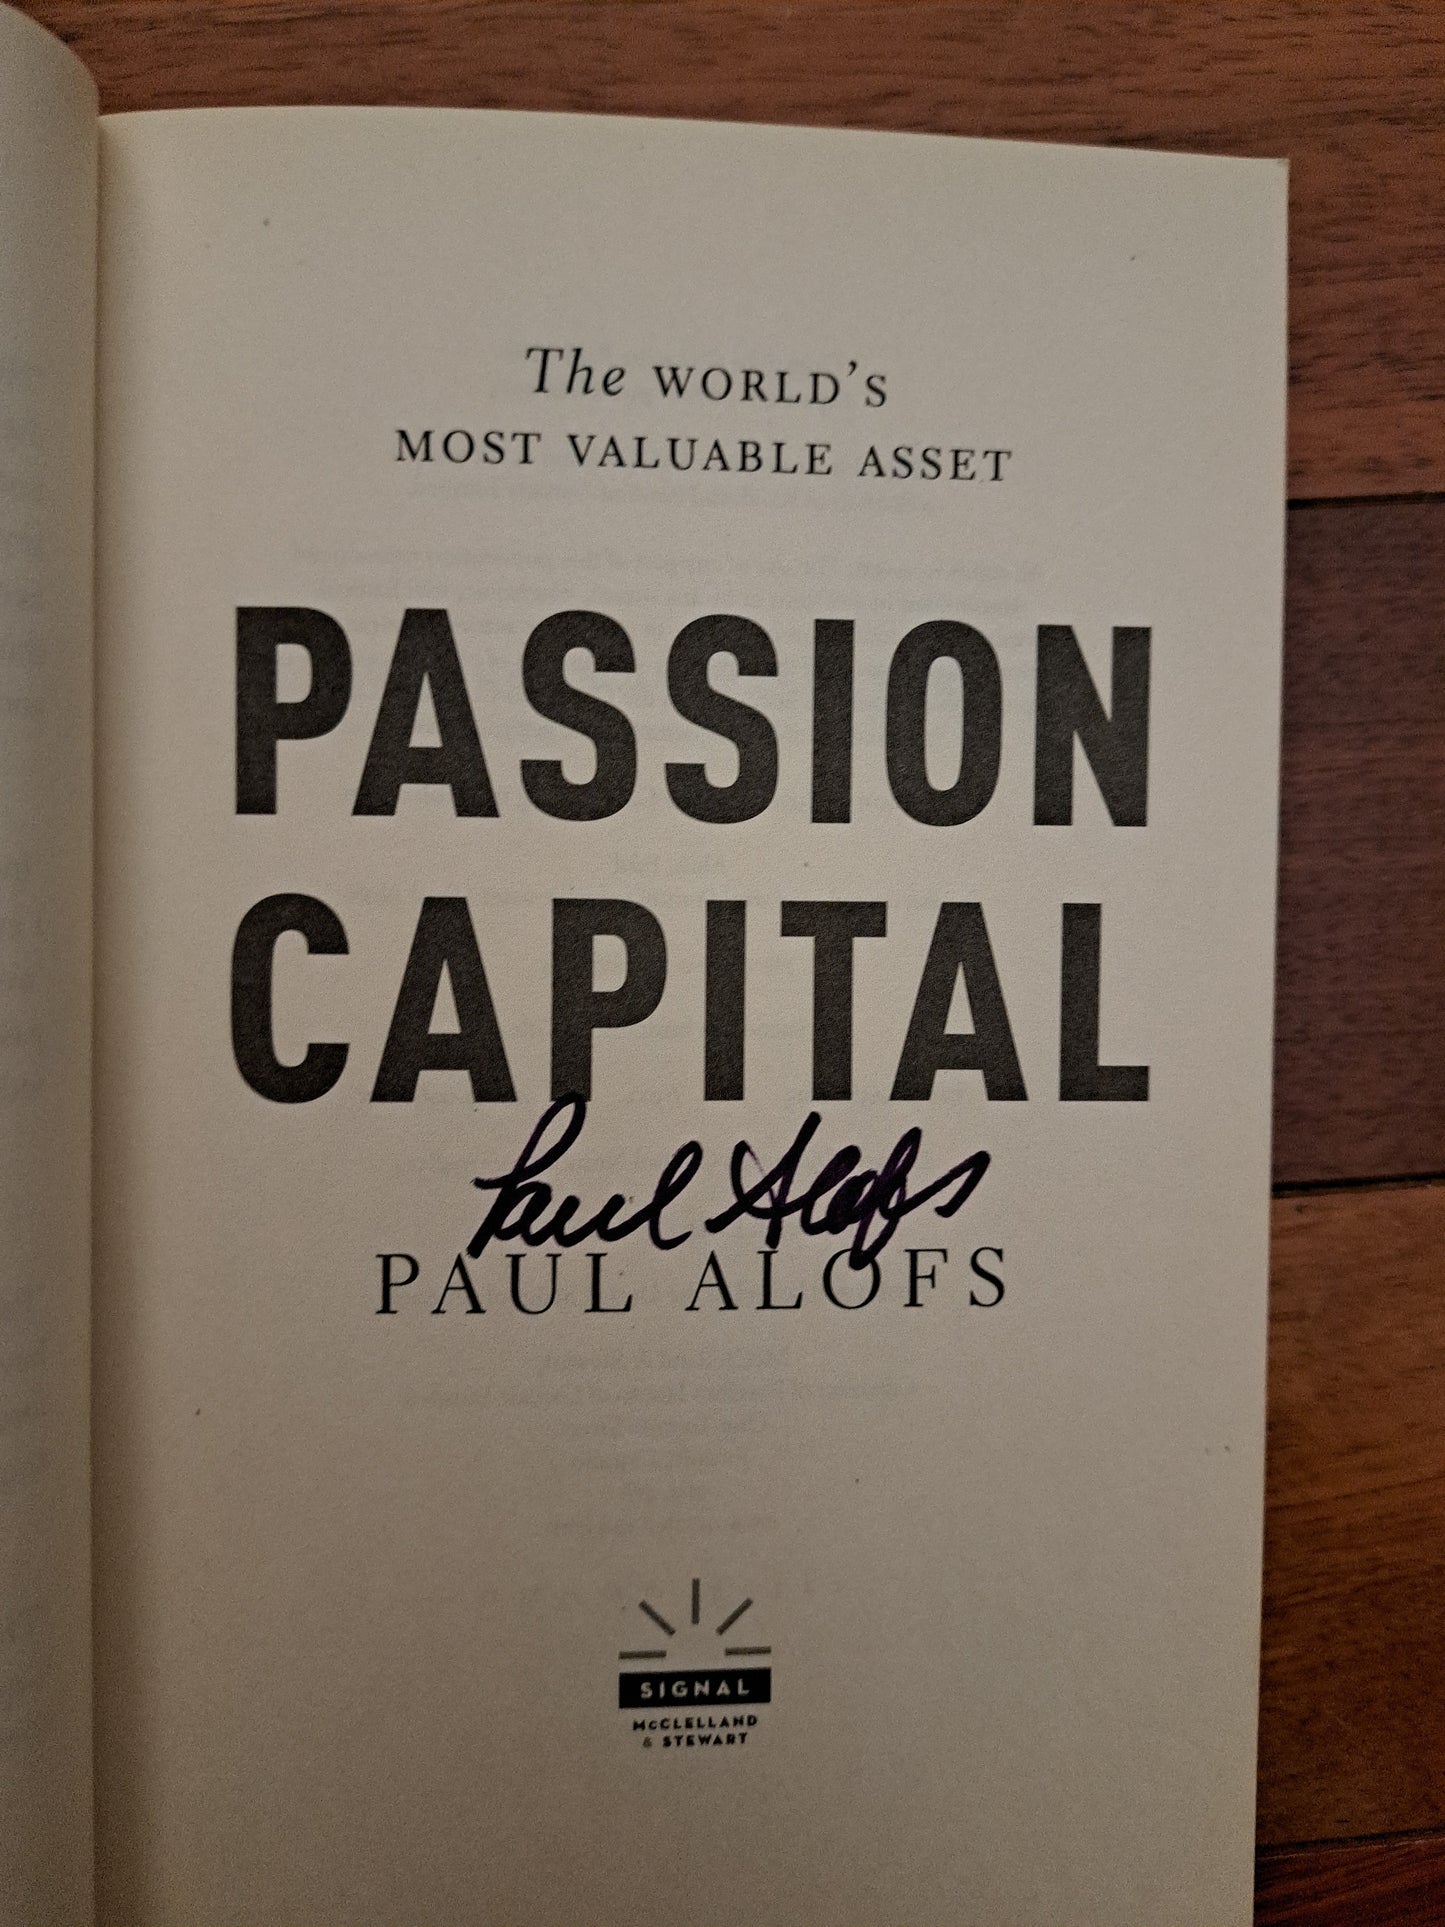 The WORLD'S
MOST VALUABLE ASSET
PASSION
CAPITAL
Paul Alofs
PAUL ALOFS
SIGNAL
McCLELLAND
& STEWART